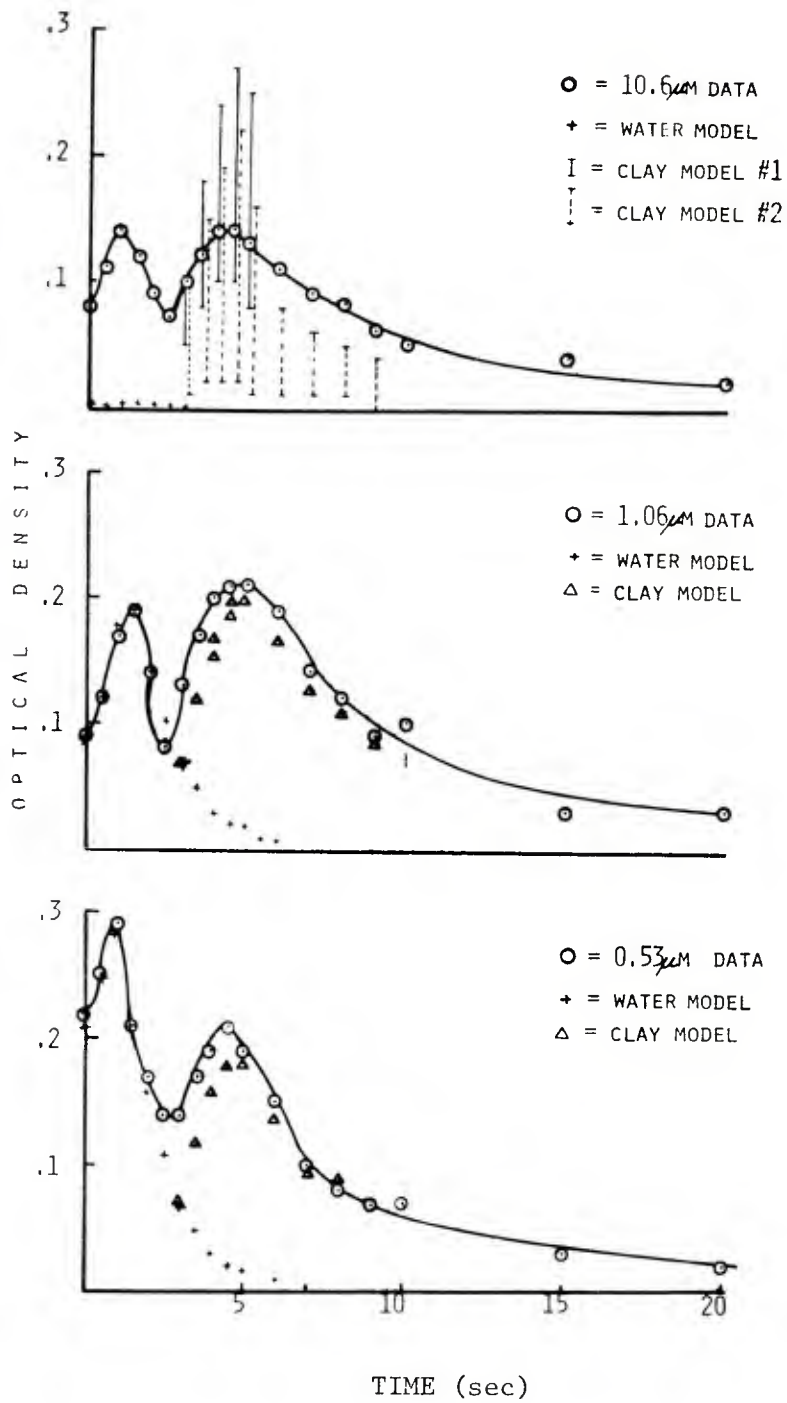 .3
.2
.1
O = 10.6μM DATA
+ = WATER MODEL
I = CLAY MODEL #1
I = CLAY MODEL #2
OPTICAL DENSITY
.3
.2
.1
O = 1.06μM DATA
+ = WATER MODEL
Δ = CLAY MODEL
.3
.2
.1
O = 0.53μM DATA
+ = WATER MODEL
Δ = CLAY MODEL
5 10 15 20
TIME (sec)